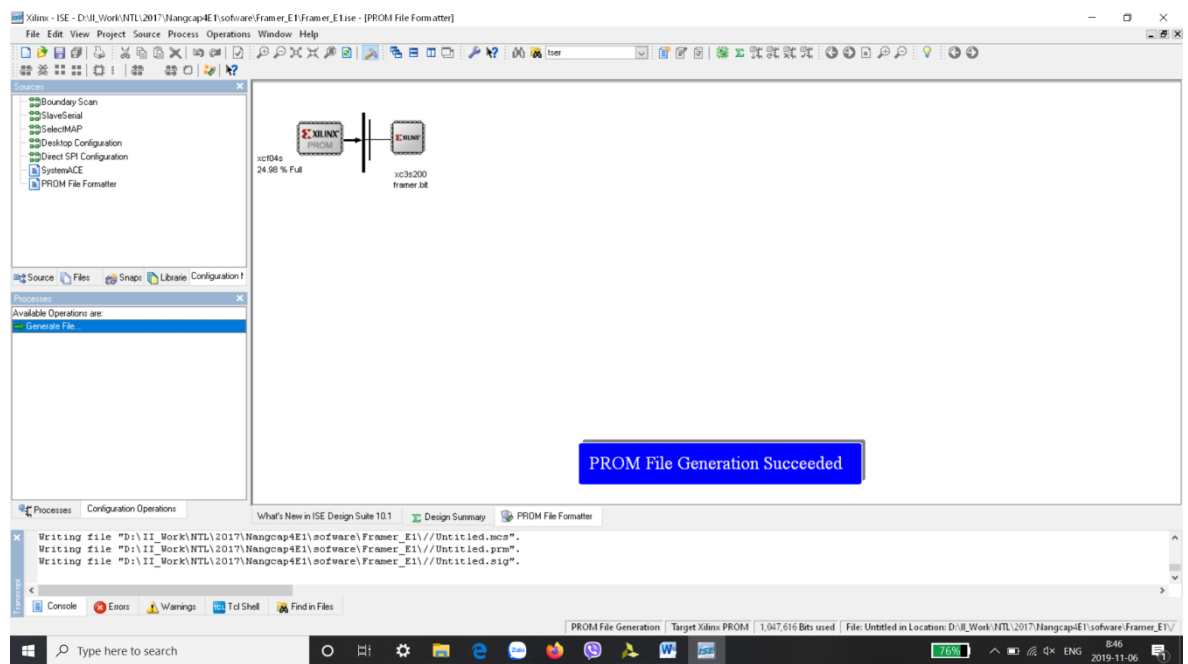 Xilinx - ISE - D:\II_Work\NTL\2017\Nangcap4E1\sofware\Framer_E1\Framer_E1.ise - [PROM File Formatter]
File Edit View Project Source Process Operations Window Help
tser
Sources
Boundary Scan
SlaveSerial
SelectMAP
Desktop Configuration
Direct SPI Configuration
SystemACE
PROM File Formatter
XILINX
PROM
XILINX
xcf04s
24.98 % Full
xc3s200
framer.bit
Source Files Snaps Librarie Configuration
Processes
Available Operations are:
Generate File...
PROM File Generation Succeeded
Processes Configuration Operations
What's New in ISE Design Suite 10.1 Design Summary PROM File Formatter
Writing file "D:\II_Work\NTL\2017\Nangcap4E1\sofware\Framer_E1\//Untitled.mcs".
Writing file "D:\II_Work\NTL\2017\Nangcap4E1\sofware\Framer_E1\//Untitled.prm".
Writing file "D:\II_Work\NTL\2017\Nangcap4E1\sofware\Framer_E1\//Untitled.sig".
Transcript
Console Errors Warnings Tcl Shell Find in Files
PROM File Generation Target Xilinx PROM 1,047,616 Bits used File: Untitled in Location: D:\II_Work\NTL\2017\Nangcap4E1\sofware\Framer_E1\/
Type here to search
Zalo
W
ISE
76%
ENG
8:46
2019-11-06